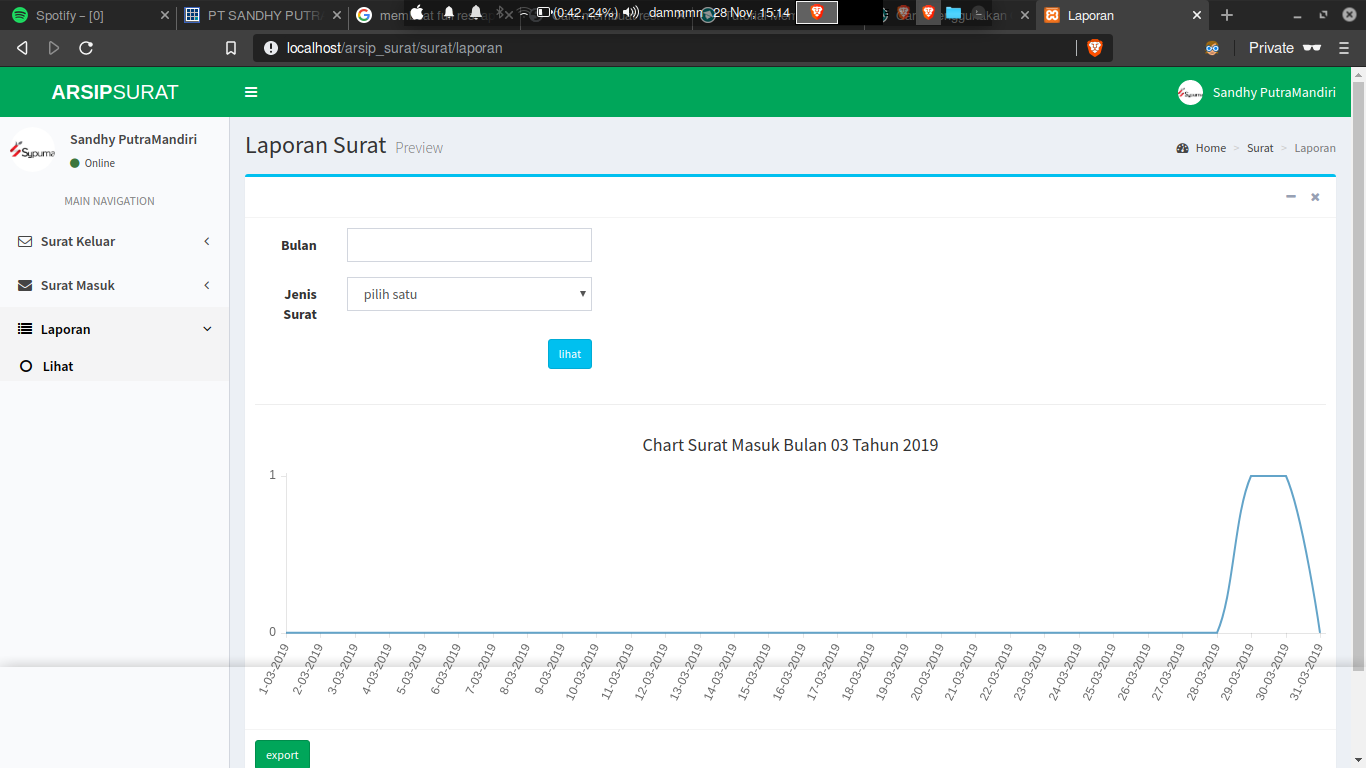 Spotify – [0]
PT SANDHY PUTR
(0:42, 24%)
dammmn
28 Nov, 15:14
Laporan
localhost/arsip_surat/surat/laporan
Private
ARSIPSURAT
Sandhy PutraMandiri
Sypuma
Sandhy PutraMandiri
Online
Laporan Surat Preview
Home > Surat > Laporan
MAIN NAVIGATION
Surat Keluar
Surat Masuk
Laporan
Lihat
Bulan
Jenis Surat
pilih satu
lihat
Chart Surat Masuk Bulan 03 Tahun 2019
1
0
1-03-2019
2-03-2019
3-03-2019
4-03-2019
5-03-2019
6-03-2019
7-03-2019
8-03-2019
9-03-2019
10-03-2019
11-03-2019
12-03-2019
13-03-2019
14-03-2019
15-03-2019
16-03-2019
17-03-2019
18-03-2019
19-03-2019
20-03-2019
21-03-2019
22-03-2019
23-03-2019
24-03-2019
25-03-2019
26-03-2019
27-03-2019
28-03-2019
29-03-2019
30-03-2019
31-03-2019
export